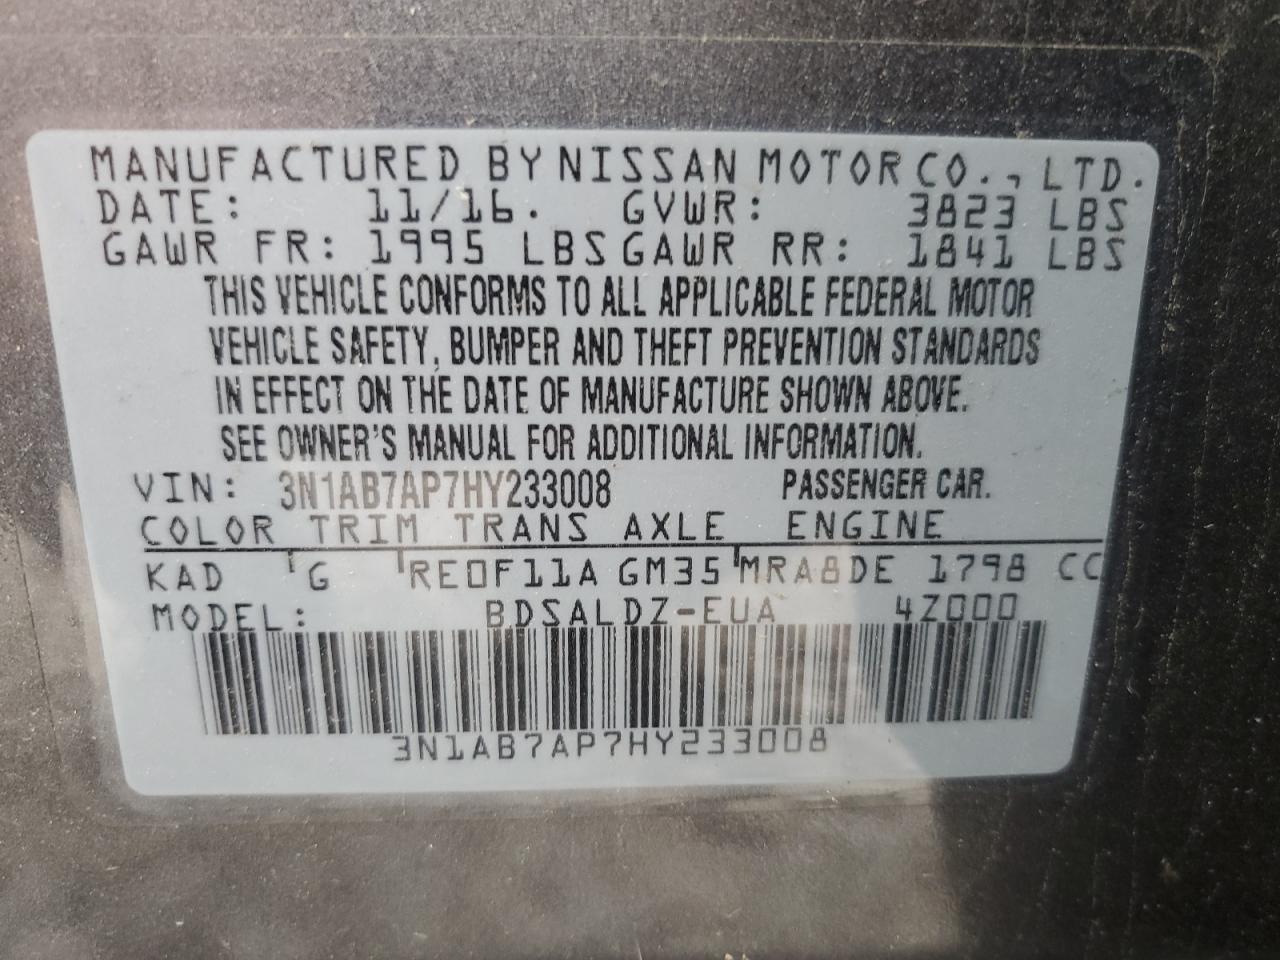 MANUFACTURED BY NISSAN MOTOR CO., LTD.
DATE: 11/16. GVWR: 3823 LBS
GAWR FR: 1995 LBS GAWR RR: 1841 LBS
THIS VEHICLE CONFORMS TO ALL APPLICABLE FEDERAL MOTOR
VEHICLE SAFETY, BUMPER AND THEFT PREVENTION STANDARDS
IN EFFECT ON THE DATE OF MANUFACTURE SHOWN ABOVE.
SEE OWNER'S MANUAL FOR ADDITIONAL INFORMATION.
VIN: 3N1AB7AP7HY233008 PASSENGER CAR.
COLOR TRIM TRANS AXLE ENGINE
KAD G RE0F11A GM35 MRA8DE 1798 CC
MODEL: BDSALDZ-EUA 4Z000
3N1AB7AP7HY233008